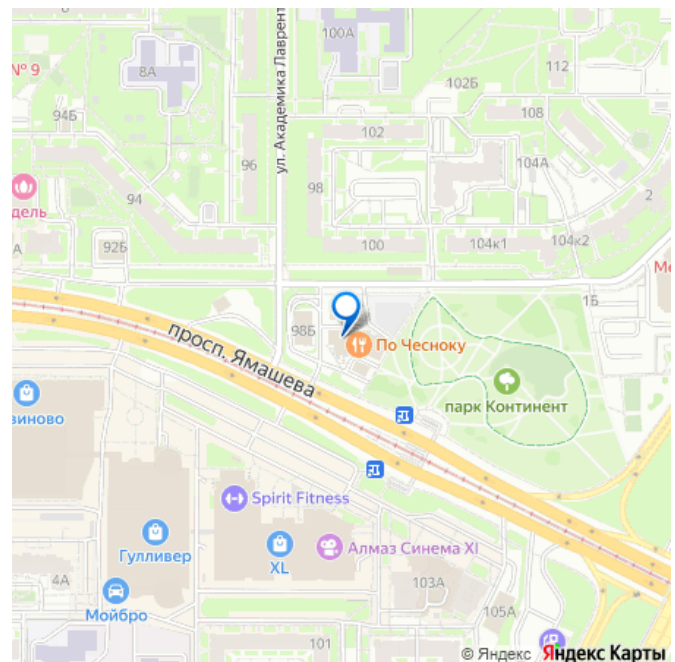 100А
112
№ 9
8А
ул. Академика Лаврент
102Б
94Б
108
102
96
104А
98
94
2
дель
А
92Б
100
104к1
104к2
Ме
1Б
98Б
По Чесноку
просп. Ямашева
парк Континент
виново
Spirit Fitness
Гулливер
XL
Алмаз Синема XI
4А
103А
Мойбро
105А
101
© Яндекс Яндекс Карты